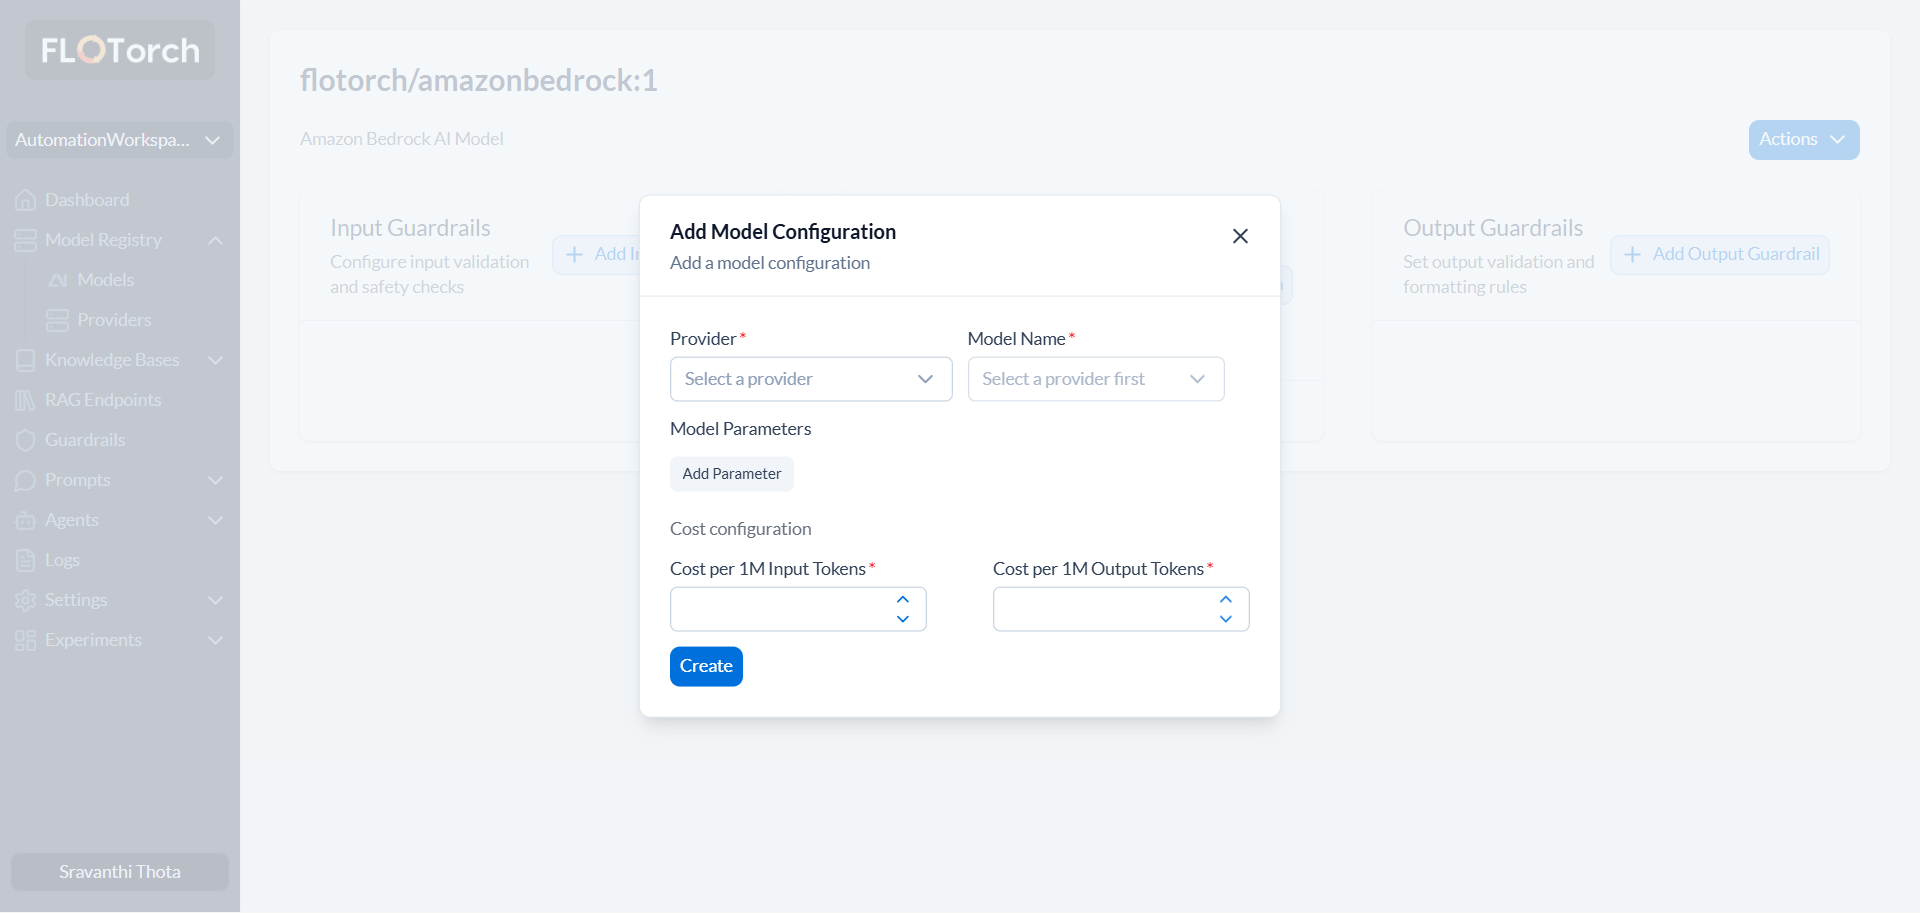 FLOTorch
AutomationWorkspa...
Dashboard
Model Registry
Models
Providers
Knowledge Bases
RAG Endpoints
Guardrails
Prompts
Agents
Logs
Settings
Experiments
Sravanthi Thota
flotorch/amazonbedrock:1
Amazon Bedrock AI Model
Actions
Input Guardrails
Configure input validation
and safety checks
Add In
Output Guardrails
Set output validation and
formatting rules
Add Output Guardrail
Add Model Configuration
Add a model configuration
Provider*
Model Name*
Select a provider
Select a provider first
Model Parameters
Add Parameter
Cost configuration
Cost per 1M Input Tokens*
Cost per 1M Output Tokens*
Create